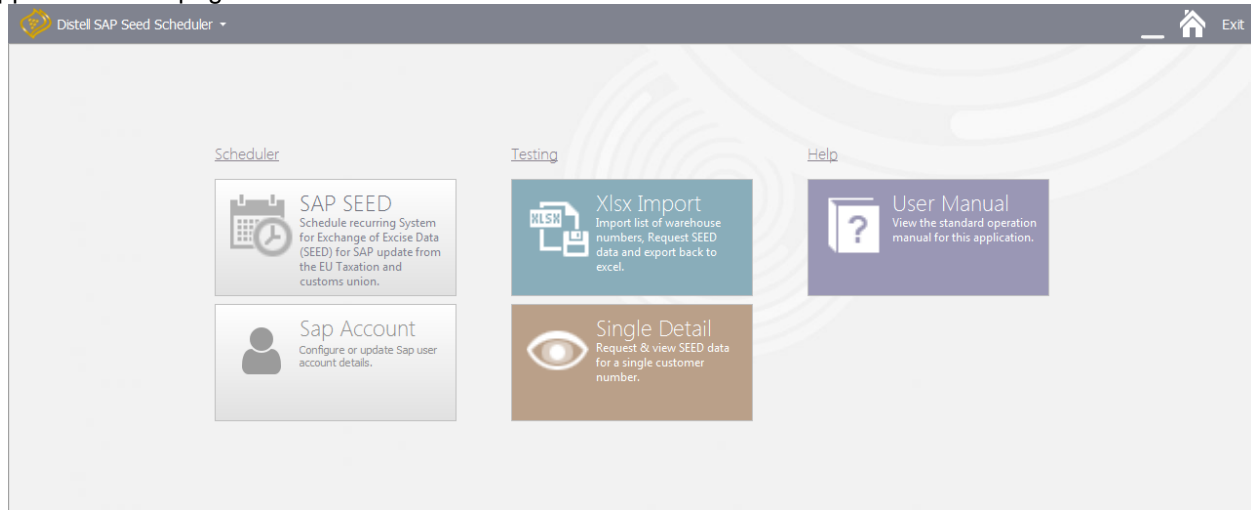 Distell SAP Seed Scheduler
Exit
Scheduler
SAP SEED
Schedule recurring System
for Exchange of Excise Data
(SEED) for SAP update from
the EU Taxation and
customs union.
Sap Account
Configure or update Sap user
account details.
Testing
XLSX
Xlsx Import
Import list of warehouse
numbers, Request SEED
data and export back to
excel.
Single Detail
Request & view SEED data
for a single customer
number.
Help
?
User Manual
View the standard operation
manual for this application.